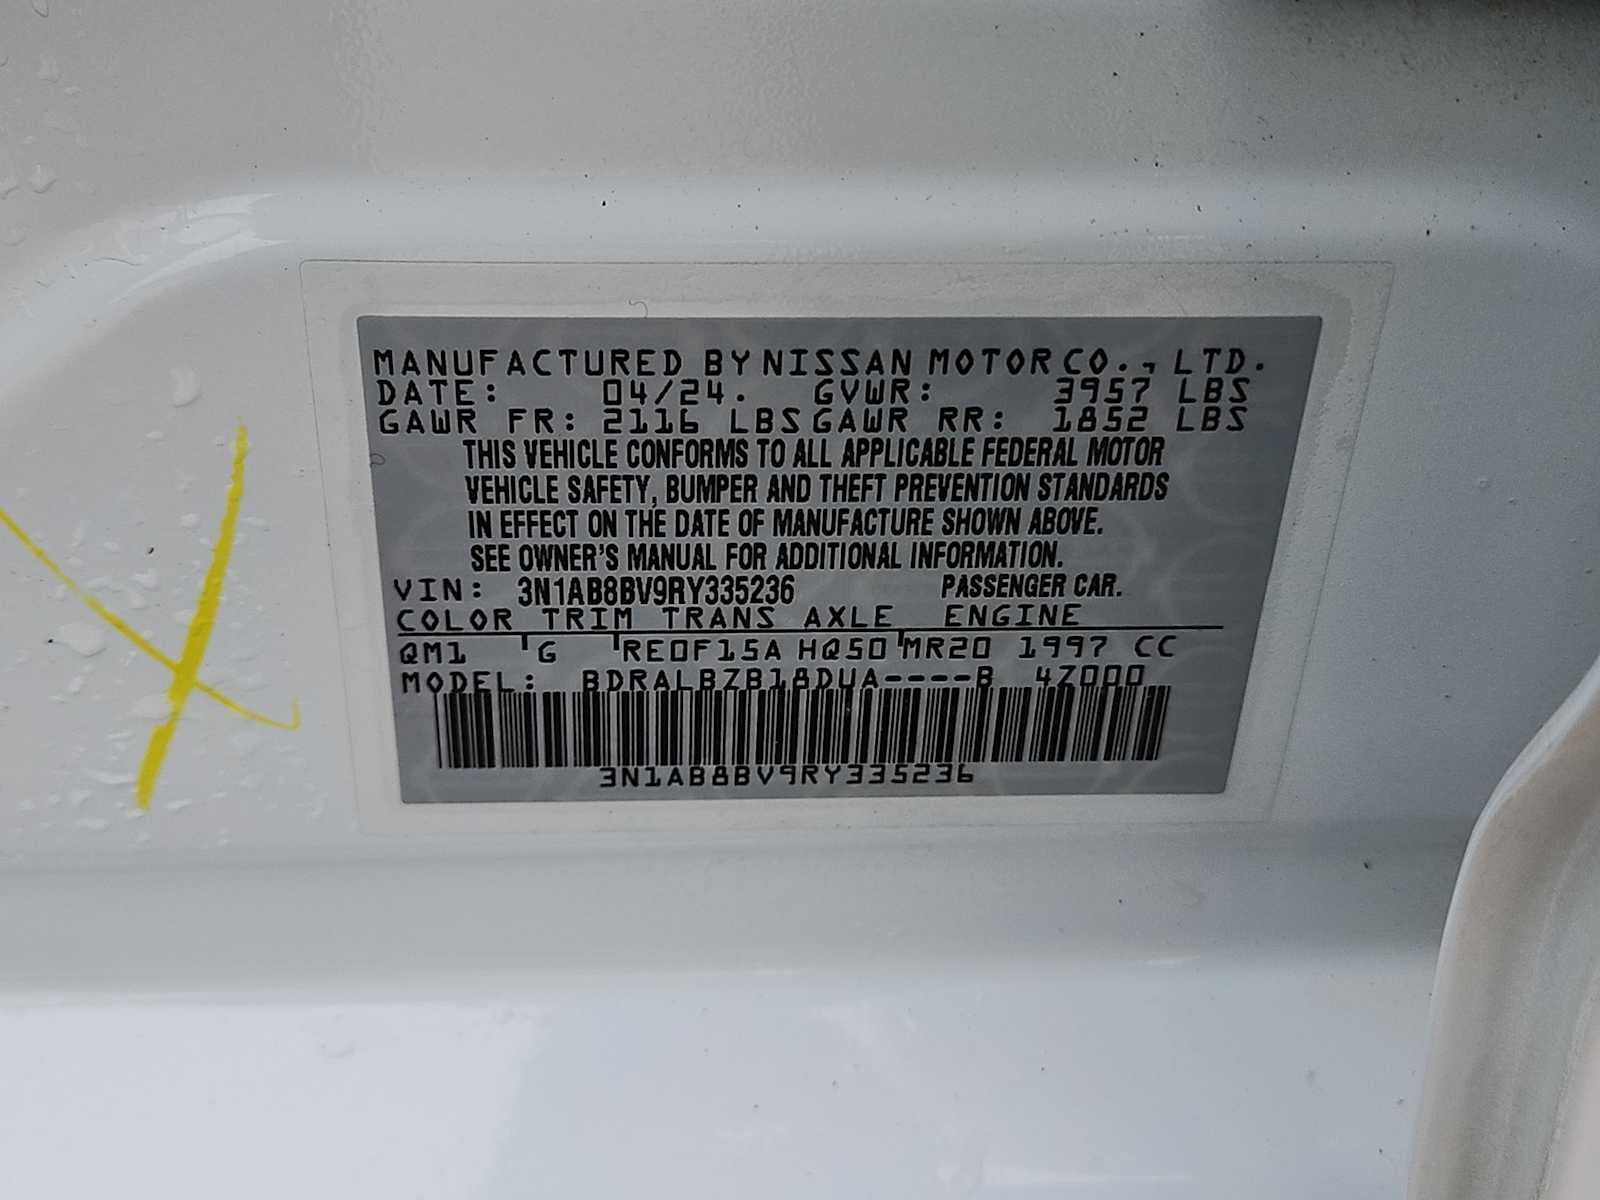 MANUFACTURED BY NISSAN MOTOR CO., LTD.
DATE: 04/24. GVWR: 3957 LBS
GAWR FR: 2116 LBS GAWR RR: 1852 LBS
THIS VEHICLE CONFORMS TO ALL APPLICABLE FEDERAL MOTOR
VEHICLE SAFETY, BUMPER AND THEFT PREVENTION STANDARDS
IN EFFECT ON THE DATE OF MANUFACTURE SHOWN ABOVE.
SEE OWNER'S MANUAL FOR ADDITIONAL INFORMATION.
VIN: 3N1AB8BV9RY335236 PASSENGER CAR.
COLOR TRIM TRANS AXLE ENGINE
QM1 G RE0F15A HQ50 MR20 1997 CC
MODEL: BDRALBZB18DUA----B 4Z000
3N1AB8BV9RY335236